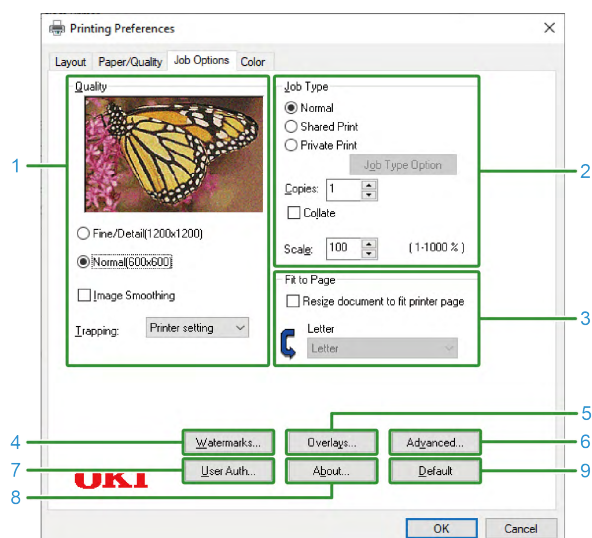 Printing Preferences
Layout Paper/Quality Job Options Color
Quality
Fine/Detail(1200x1200)
Normal(600x600)
Image Smoothing
Trapping: Printer setting
Job Type
Normal
Shared Print
Private Print
Job Type Option
Copies: 1
Collate
Scale: 100 (1-1000 %)
Fit to Page
Resize document to fit printer page
Letter
Letter
1
2
3
5
4 Watermarks... Overlays... Advanced... 6
7 User Auth... About... Default 9
OKI
8
OK Cancel